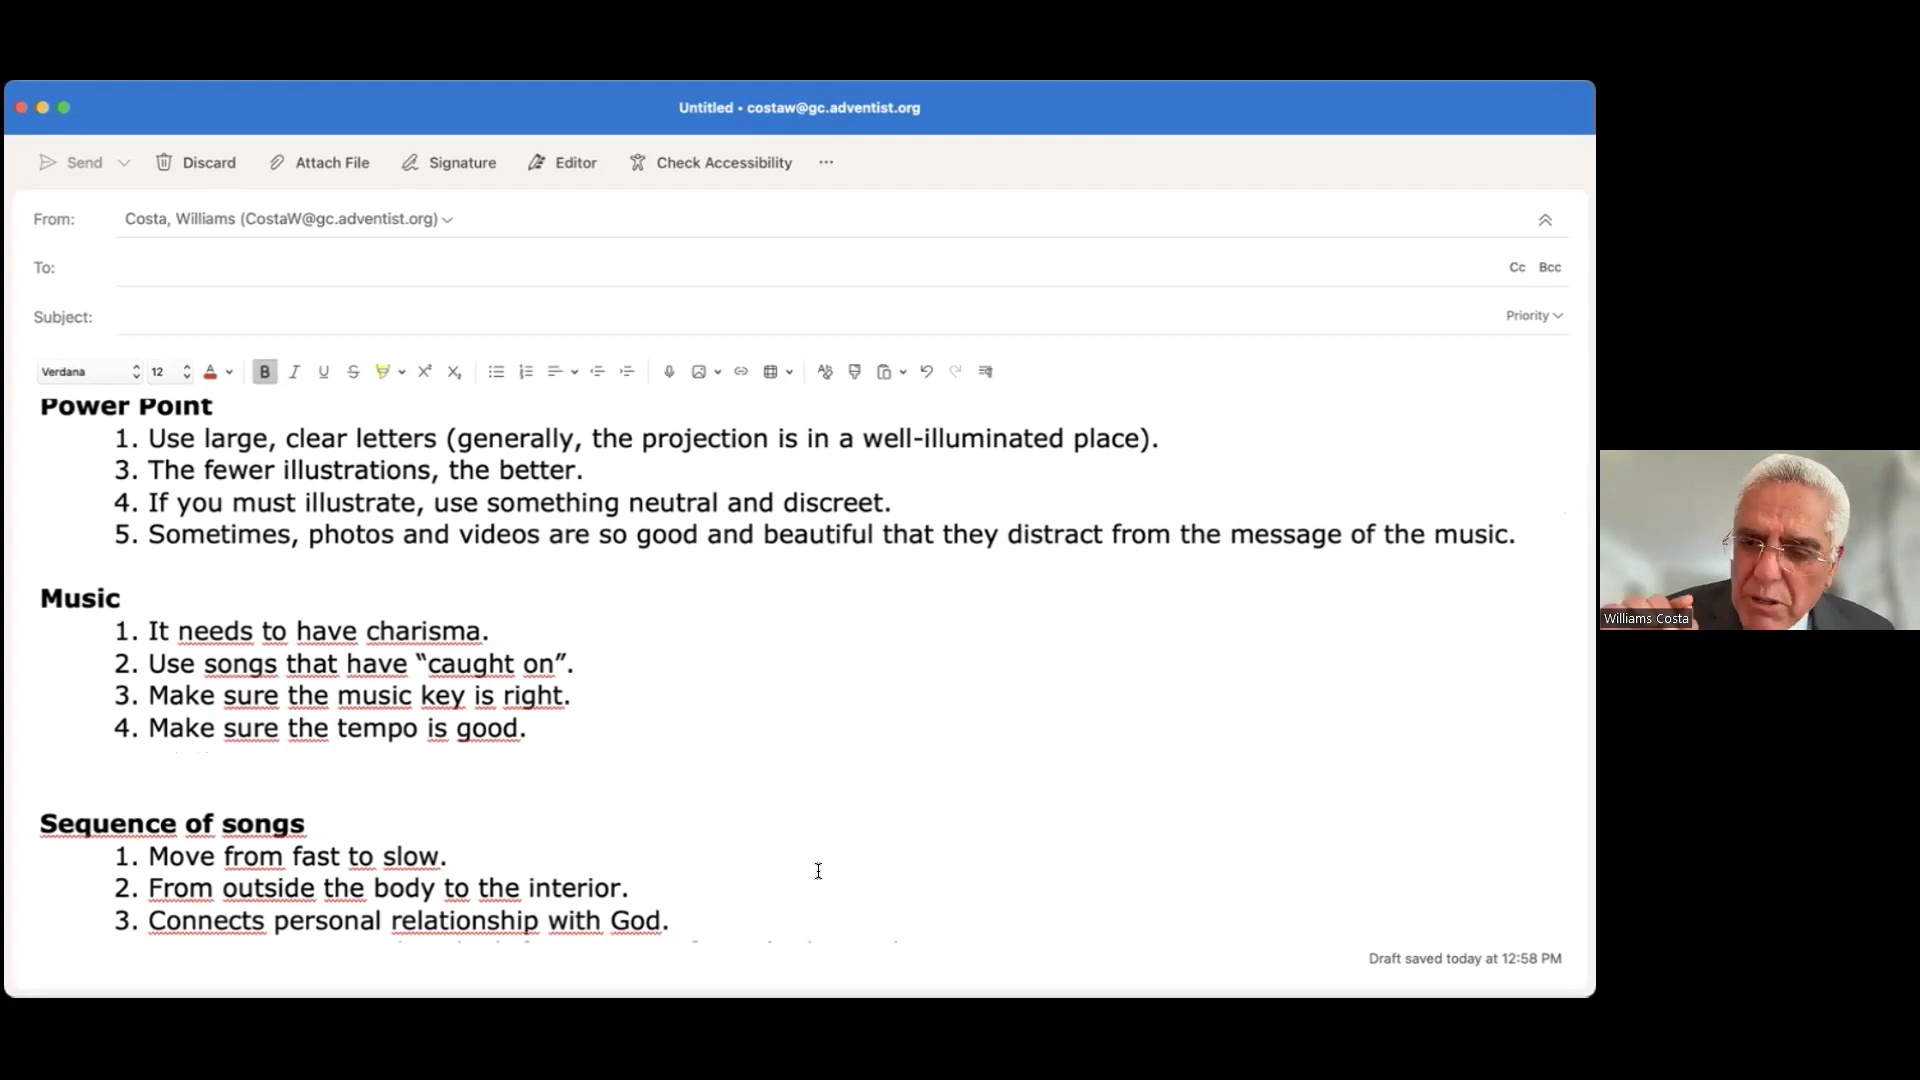 Untitled • costaw@gc.adventist.org
Send Discard Attach File Signature Editor Check Accessibility ···
From: Costa, Williams (CostaW@gc.adventist.org)
To: Cc Bcc
Subject: Priority
Verdana 12 A B I U S X² X₂
Power Point
1. Use large, clear letters (generally, the projection is in a well-illuminated place).
3. The fewer illustrations, the better.
4. If you must illustrate, use something neutral and discreet.
5. Sometimes, photos and videos are so good and beautiful that they distract from the message of the music.
Music
1. It needs to have charisma.
2. Use songs that have “caught on”.
3. Make sure the music key is right.
4. Make sure the tempo is good.
Sequence of songs
1. Move from fast to slow.
2. From outside the body to the interior.
3. Connects personal relationship with God.
Draft saved today at 12:58 PM
Williams Costa